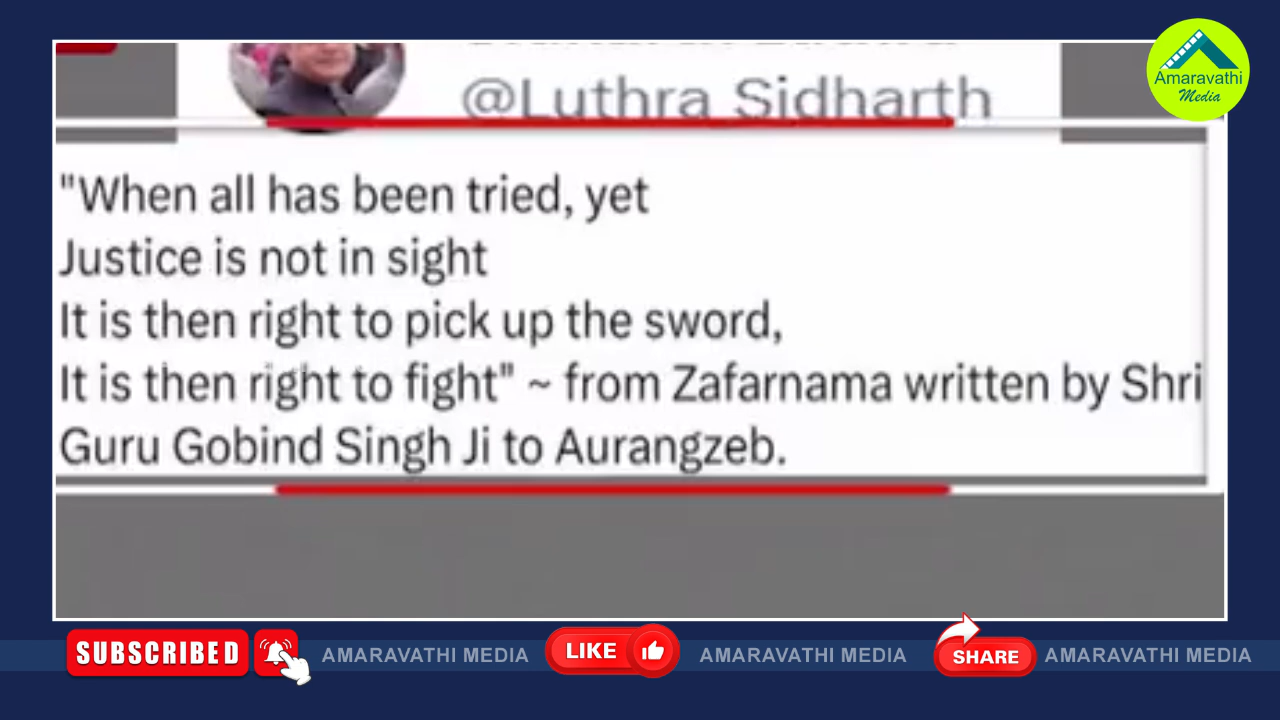 Amaravathi
Media
@Luthra_Sidharth
"When all has been tried, yet
Justice is not in sight
It is then right to pick up the sword,
It is then right to fight" ~ from Zafarnama written by Shri
Guru Gobind Singh Ji to Aurangzeb.
SUBSCRIBED AMARAVATHI MEDIA LIKE AMARAVATHI MEDIA SHARE AMARAVATHI MEDIA